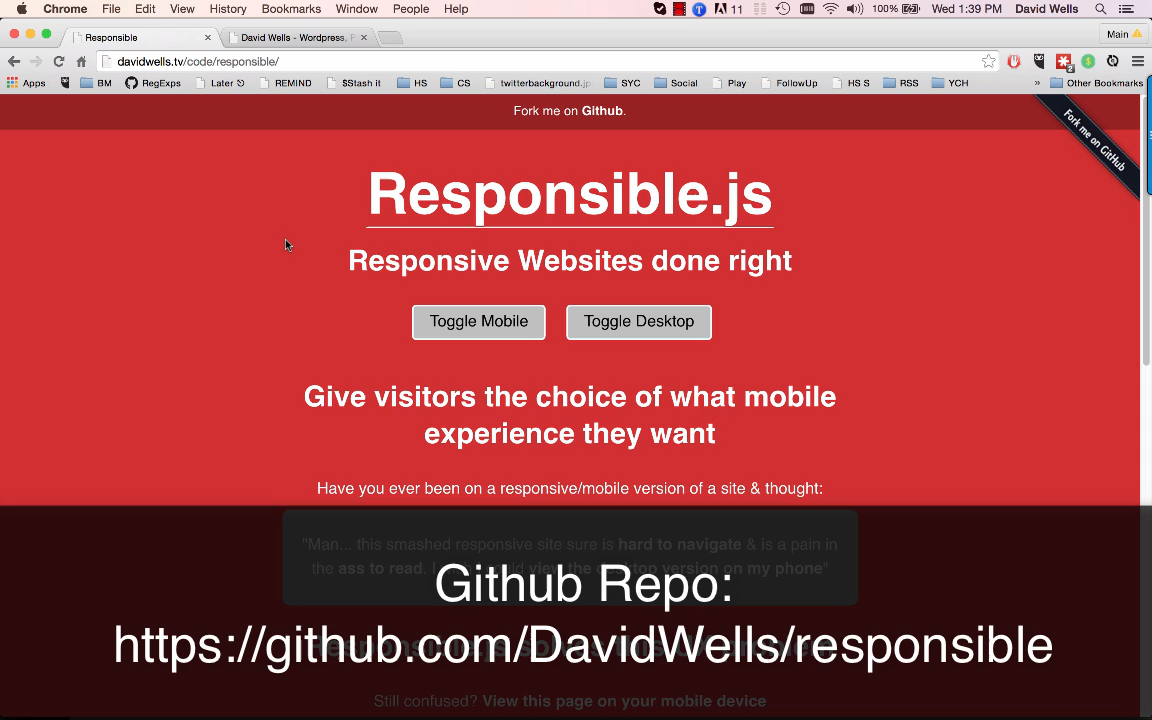 Chrome File Edit View History Bookmarks Window People Help 11 100% Wed 1:39 PM David Wells
Responsible David Wells - Wordpress, P Main
davidwells.tv/code/responsible/
Apps BM RegExps Later REMIND $Stash it HS CS twitterbackground.jp SYC Social Play FollowUp HS S RSS YCH » Other Bookmarks
Fork me on Github.
Fork me on GitHub
Responsible.js
Responsive Websites done right
Toggle Mobile Toggle Desktop
Give visitors the choice of what mobile
experience they want
Have you ever been on a responsive/mobile version of a site & thought:
"Man... this smashed responsive site sure is hard to navigate & is a pain in
the ass to read. view the desktop version on my phone"
Github Repo:
https://github.com/DavidWells/responsible
Still confused? View this page on your mobile device